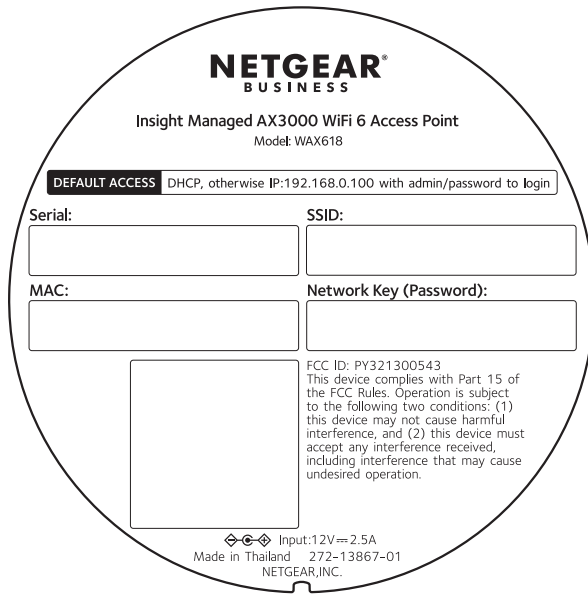 NETGEAR®
BUSINESS
Insight Managed AX3000 WiFi 6 Access Point
Model: WAX618
DEFAULT ACCESS DHCP, otherwise IP:192.168.0.100 with admin/password to login
Serial: SSID:
MAC: Network Key (Password):
FCC ID: PY321300543
This device complies with Part 15 of
the FCC Rules. Operation is subject
to the following two conditions: (1)
this device may not cause harmful
interference, and (2) this device must
accept any interference received,
including interference that may cause
undesired operation.
Input:12V⎓2.5A
Made in Thailand 272-13867-01
NETGEAR,INC.